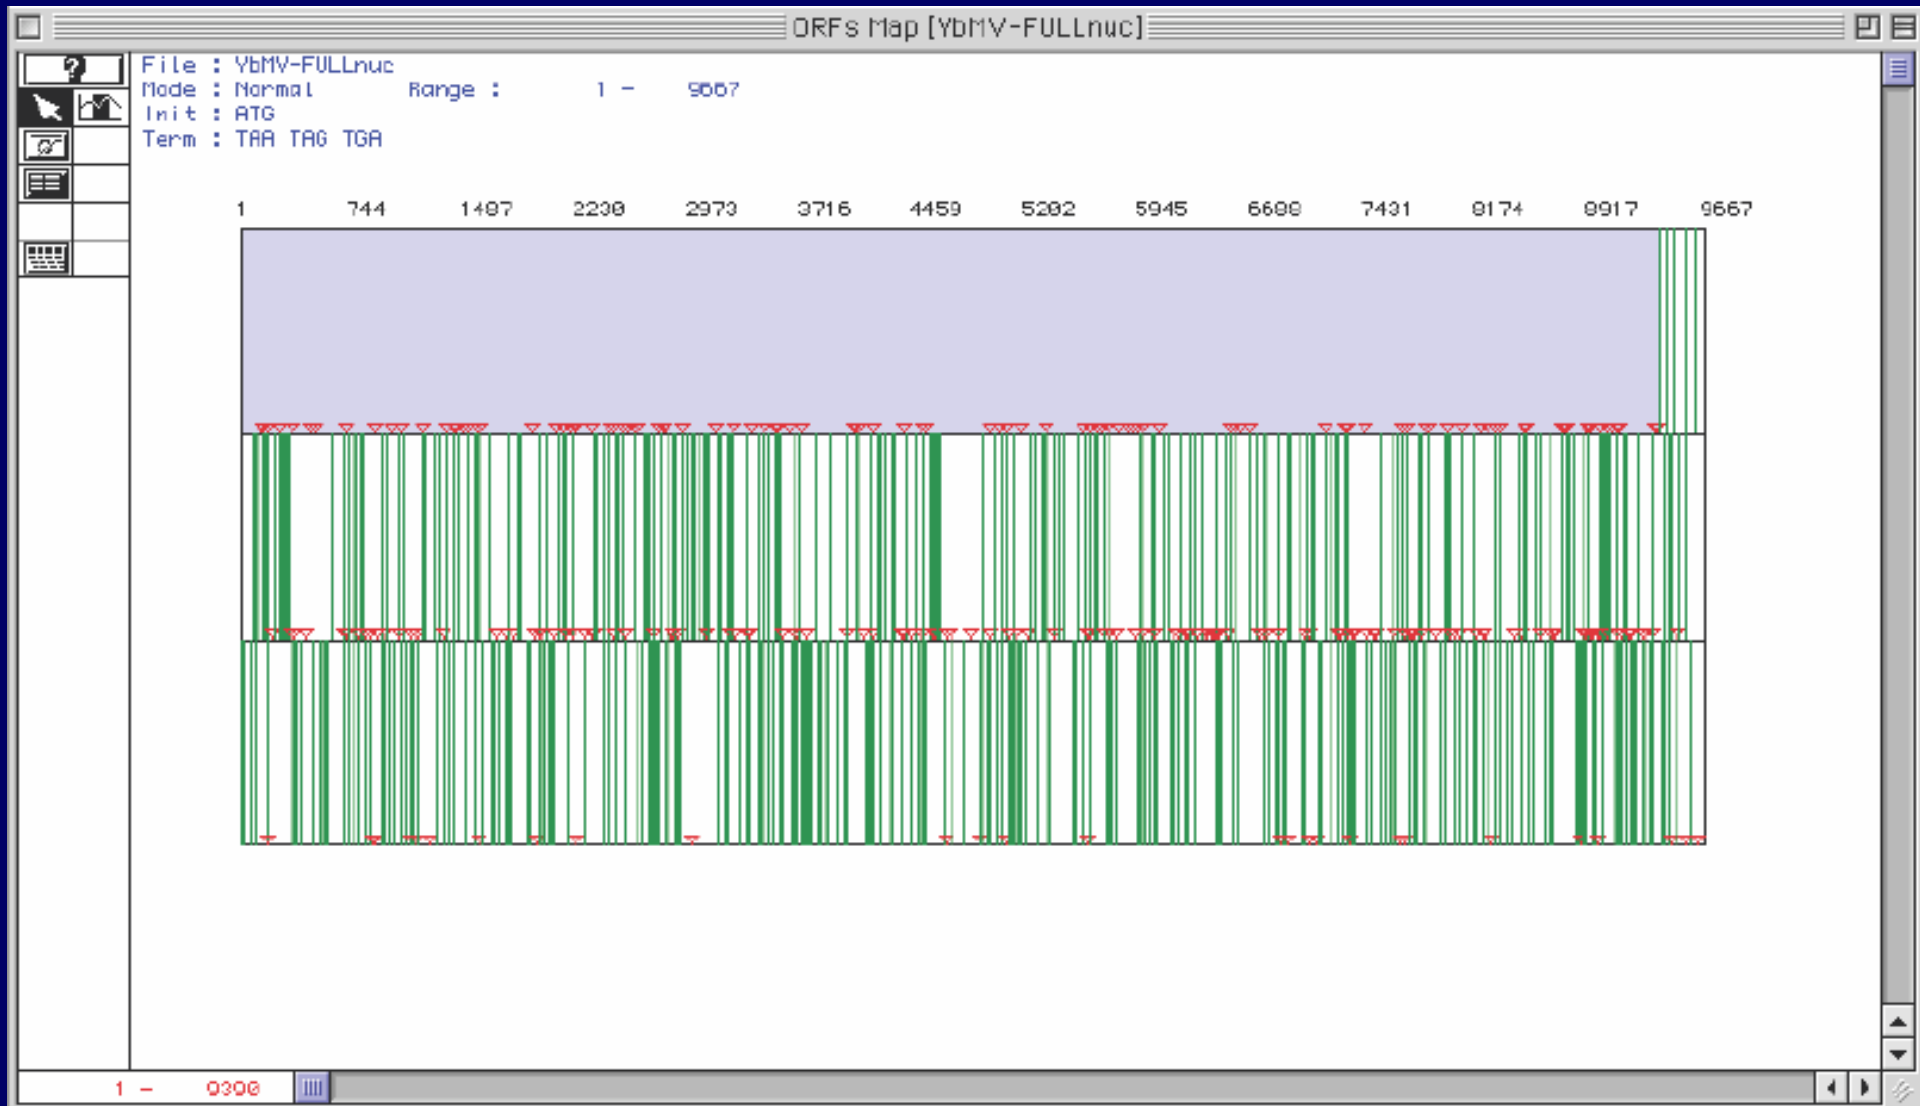 ORFs Map [YbMV-FULLnuc]
?
File : YbMV-FULLnuc
Mode : Normal Range : 1 - 9667
Init : ATG
Term : TAA TAG TGA
1 744 1487 2230 2973 3716 4459 5202 5945 6688 7431 8174 8917 9667
1 -